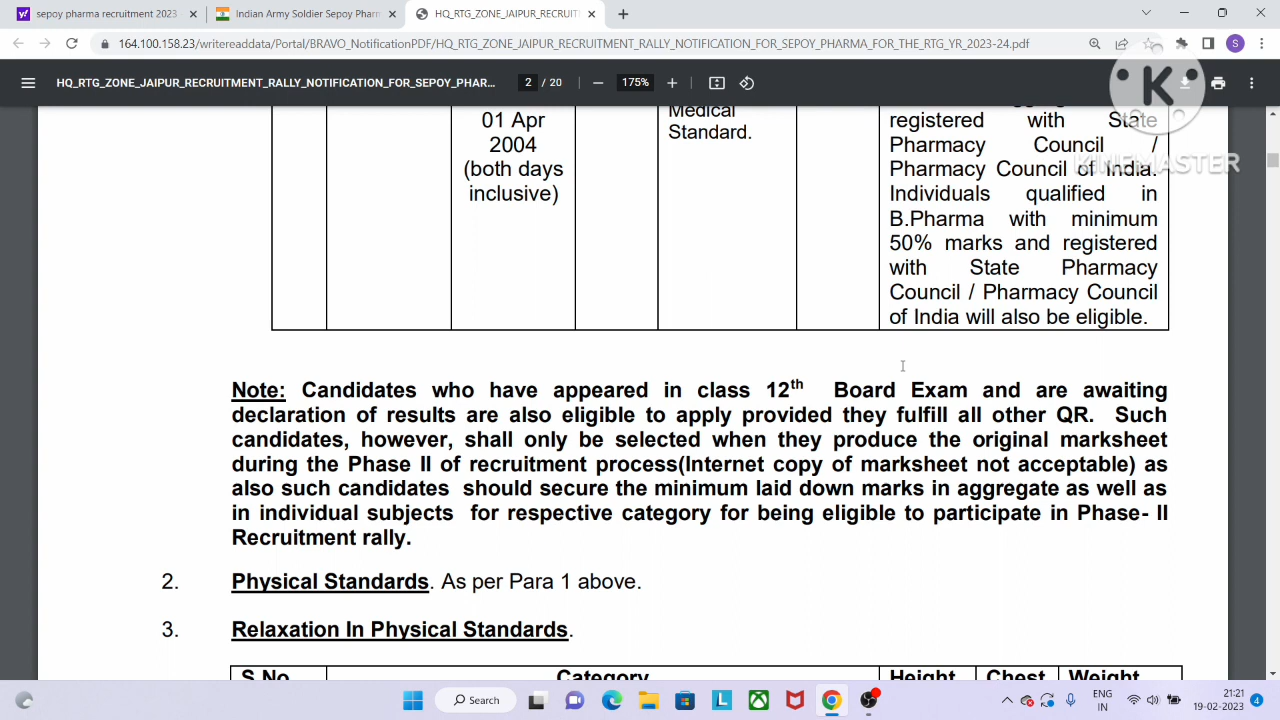 sepoy pharma recruitment 2023
Indian Army Soldier Sepoy Pharm
HQ_RTG_ZONE_JAIPUR_RECRUIT
164.100.158.23/writereaddata/Portal/BRAVO_NotificationPDF/HQ_RTG_ZONE_JAIPUR_RECRUITMENT_RALLY_NOTIFICATION_FOR_SEPOY_PHARMA_FOR_THE_RTG_YR_2023-24.pdf
S
HQ_RTG_ZONE_JAIPUR_RECRUITMENT_RALLY_NOTIFICATION_FOR_SEPOY_PHAR...
2 / 20
175%
K
KINEMASTER
01 Apr
2004
(both days
inclusive)
Medical
Standard.
registered with State
Pharmacy Council /
Pharmacy Council of India.
Individuals qualified in
B.Pharma with minimum
50% marks and registered
with State Pharmacy
Council / Pharmacy Council
of India will also be eligible.
Note: Candidates who have appeared in class 12th Board Exam and are awaiting
declaration of results are also eligible to apply provided they fulfill all other QR. Such
candidates, however, shall only be selected when they produce the original marksheet
during the Phase II of recruitment process(Internet copy of marksheet not acceptable) as
also such candidates should secure the minimum laid down marks in aggregate as well as
in individual subjects for respective category for being eligible to participate in Phase- II
Recruitment rally.
2. Physical Standards. As per Para 1 above.
3. Relaxation In Physical Standards.
S.No Category Height Chest Weight
Search
ENG
IN
21:21
19-02-2023
4